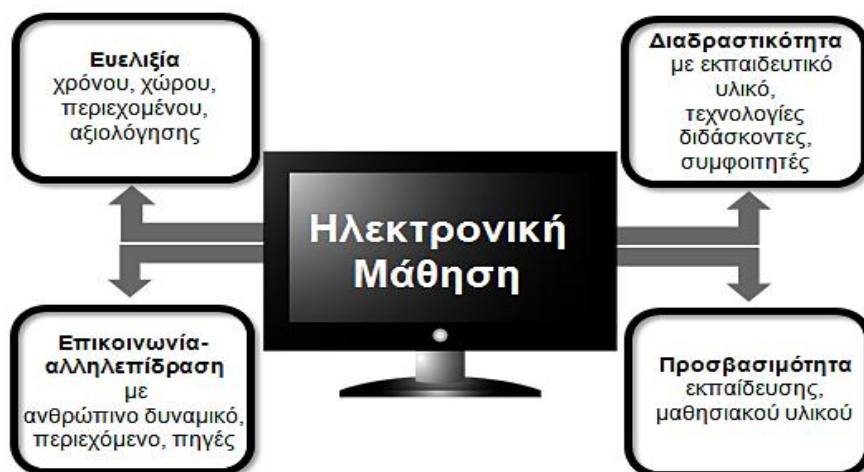 Ευελιξία
χρόνου, χώρου,
περιεχομένου,
αξιολόγησης
Διαδραστικότητα
με εκπαιδευτικό
υλικό,
τεχνολογίες
διδάσκοντες,
συμφοιτητές
Ηλεκτρονική
Μάθηση
Επικοινωνία-
αλληλεπίδραση
με
ανθρώπινο δυναμικό,
περιεχόμενο, πηγές
Προσβασιμότητα
εκπαίδευσης,
μαθησιακού υλικού